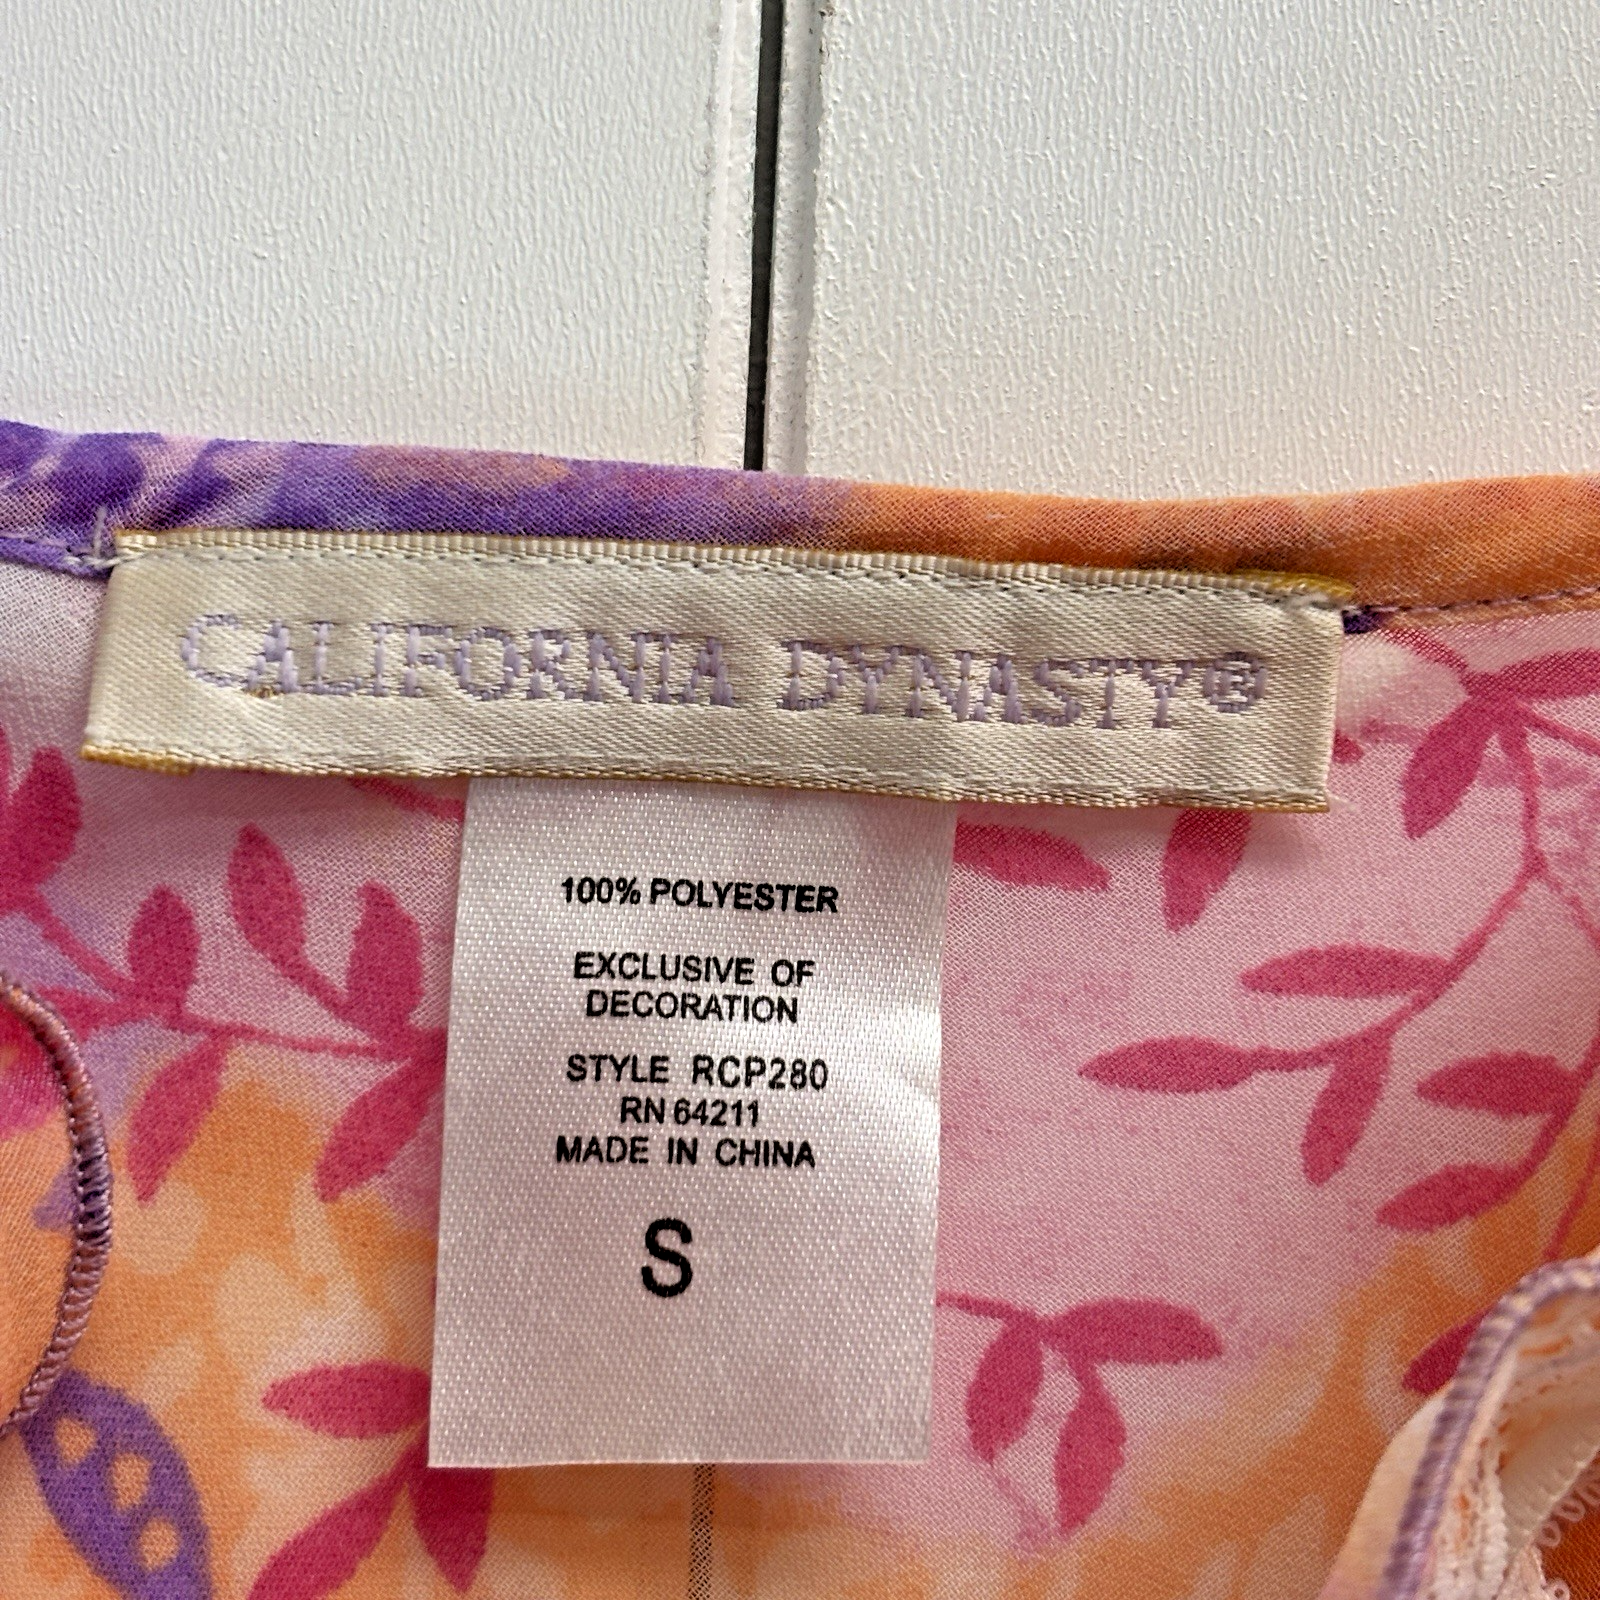 CALIFORNIA DYNASTY®
100% POLYESTER
EXCLUSIVE OF
DECORATION
STYLE RCP280
RN 64211
MADE IN CHINA
S